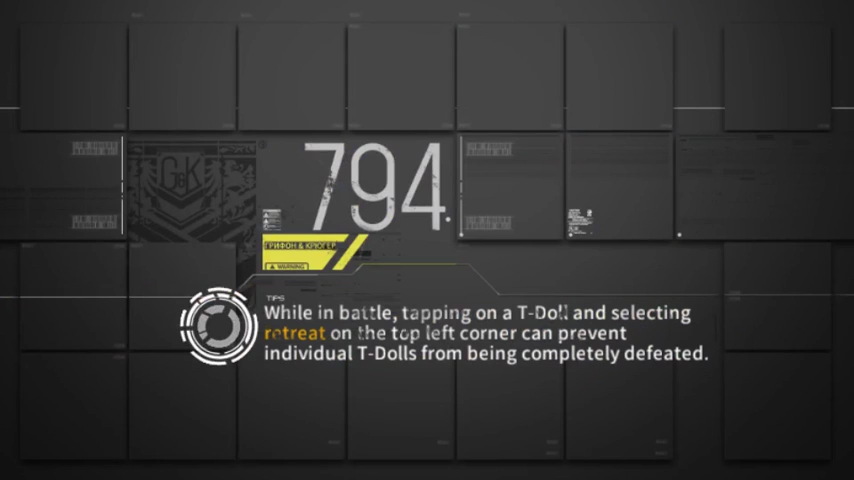 G&K
794.
ГРИФОН & КРЮГЕР
WARNING
TIPS
While in battle, tapping on a T-Doll and selecting
retreat on the top left corner can prevent
individual T-Dolls from being completely defeated.